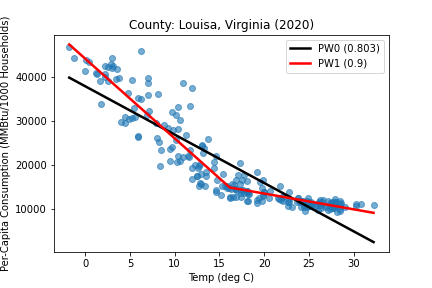 County: Louisa, Virginia (2020)
PW0 (0.803)
PW1 (0.9)
Per-Capita Consumption (MMBtu/1000 Households)
40000
30000
20000
10000
0
5
10
15
20
25
30
Temp (deg C)